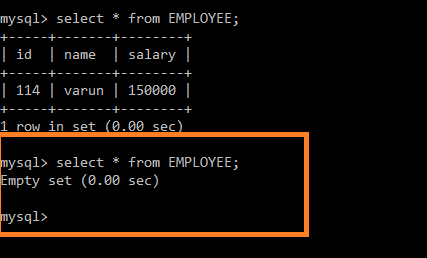 mysql> select * from EMPLOYEE;
+-----+-------+--------+
| id  | name  | salary |
+-----+-------+--------+
| 114 | varun | 150000 |
+-----+-------+--------+
1 row in set (0.00 sec)
mysql> select * from EMPLOYEE;
Empty set (0.00 sec)
mysql>